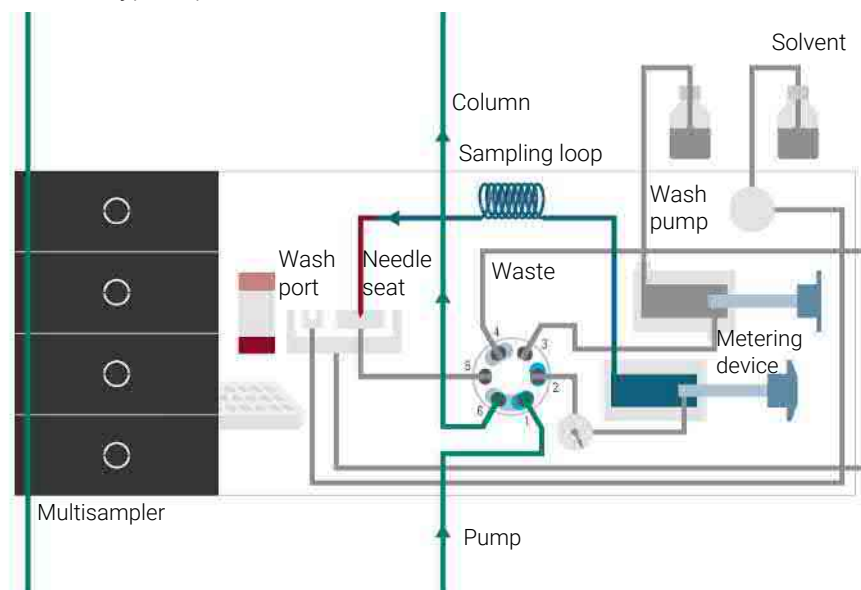 Solvent
Column
Sampling loop
Wash
pump
Wash
port
Needle
seat
Waste
4
3
Metering
device
5
2
6
1
Multisampler
Pump